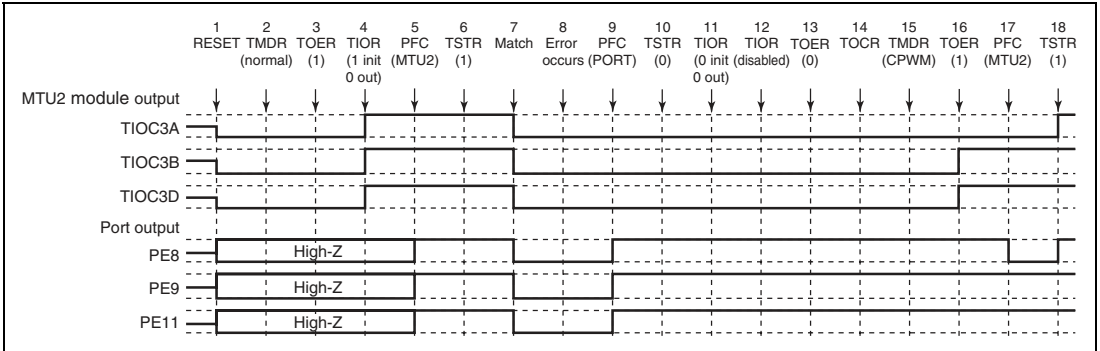 1 2 3 4 5 6 7 8 9 10 11 12 13 14 15 16 17 18
RESET TMDR TOER TIOR PFC TSTR Match Error PFC TSTR TIOR TIOR TOER TOCR TMDR TOER PFC TSTR
(normal) (1) (1 init (MTU2) (1) occurs (PORT) (0) (0 init (disabled) (0) (CPWM) (1) (MTU2) (1)
0 out) 0 out)
MTU2 module output
TIOC3A
TIOC3B
TIOC3D
Port output
PE8 High-Z
PE9 High-Z
PE11 High-Z